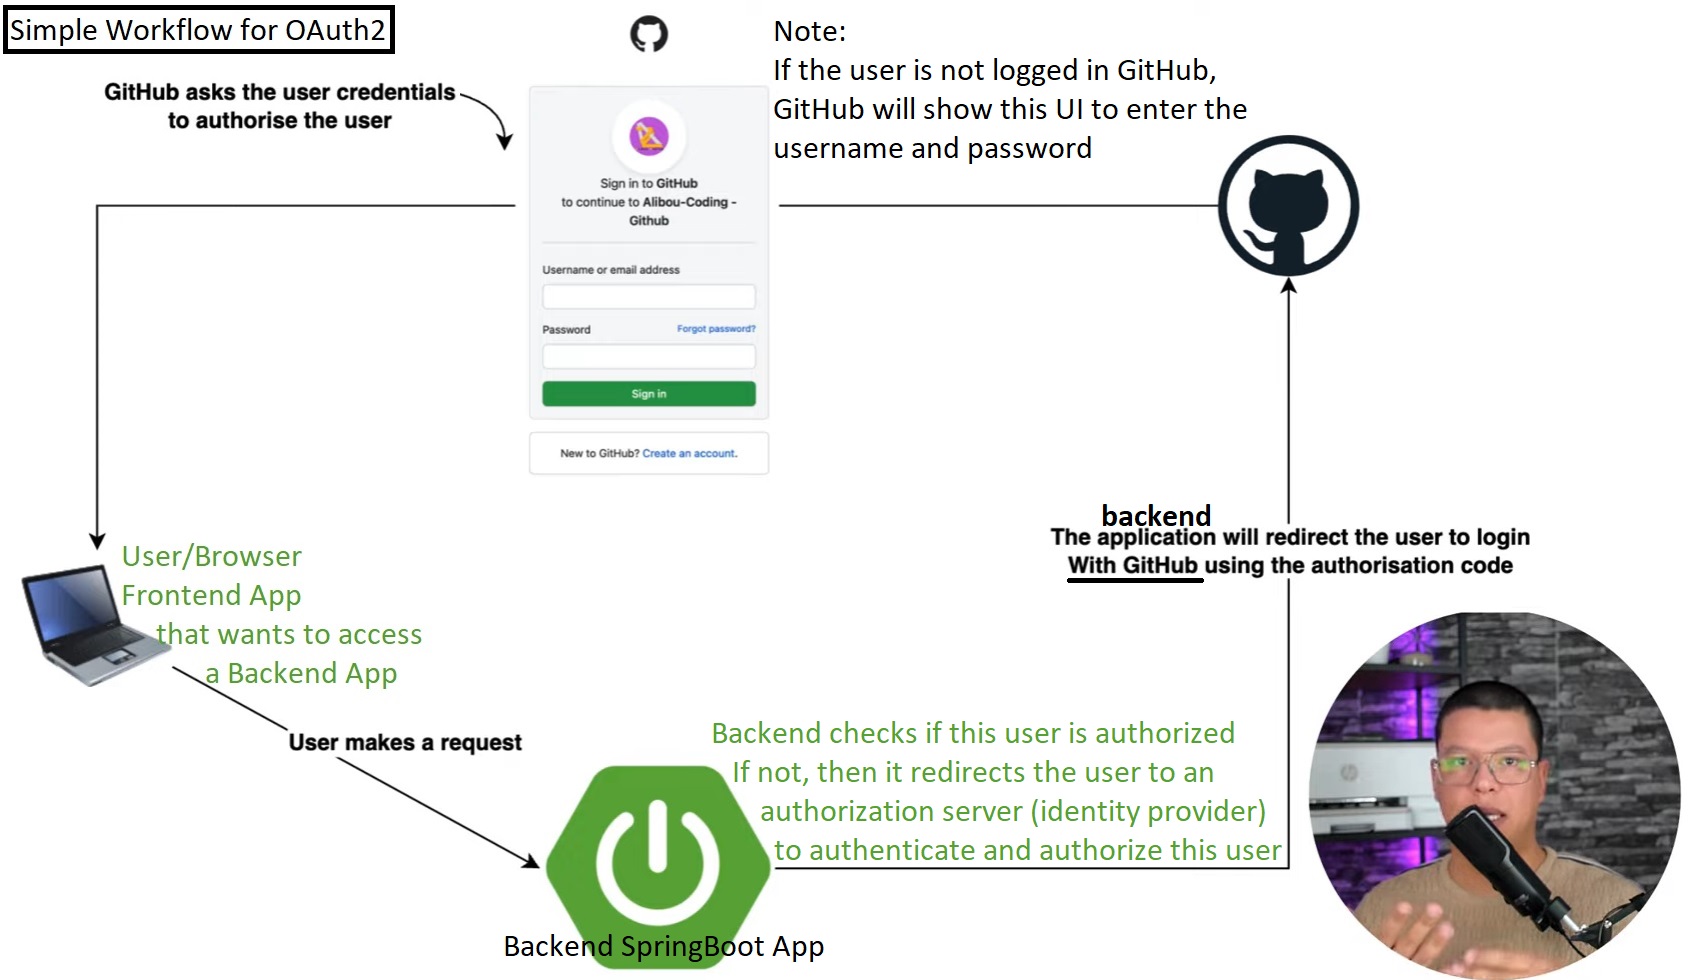 Simple Workflow for OAuth2
GitHub asks the user credentials
to authorise the user
Note:
If the user is not logged in GitHub,
GitHub will show this UI to enter the
username and password
Sign in to GitHub
to continue to Alibou-Coding -
Github
Username or email address
Password
Forgot password?
Sign in
New to GitHub? Create an account.
backend
The application will redirect the user to login
With GitHub using the authorisation code
User/Browser
Frontend App
that wants to access
a Backend App
User makes a request
Backend checks if this user is authorized
If not, then it redirects the user to an
authorization server (identity provider)
to authenticate and authorize this user
Backend SpringBoot App